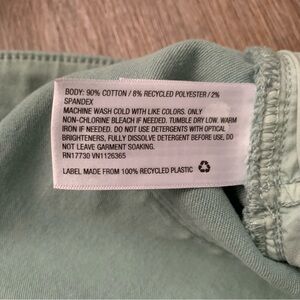 BODY: 90% COTTON / 8% RECYCLED POLYESTER / 2%
SPANDEX
MACHINE WASH COLD WITH LIKE COLORS. ONLY
NON-CHLORINE BLEACH IF NEEDED. TUMBLE DRY LOW. WARM
IRON IF NEEDED. DO NOT USE DETERGENTS WITH OPTICAL
BRIGHTENERS, FULLY DISSOLVE DETERGENT BEFORE USE. DO
NOT LEAVE GARMENT SOAKING.
RN17730 VN1126365
LABEL MADE FROM 100% RECYCLED PLASTIC